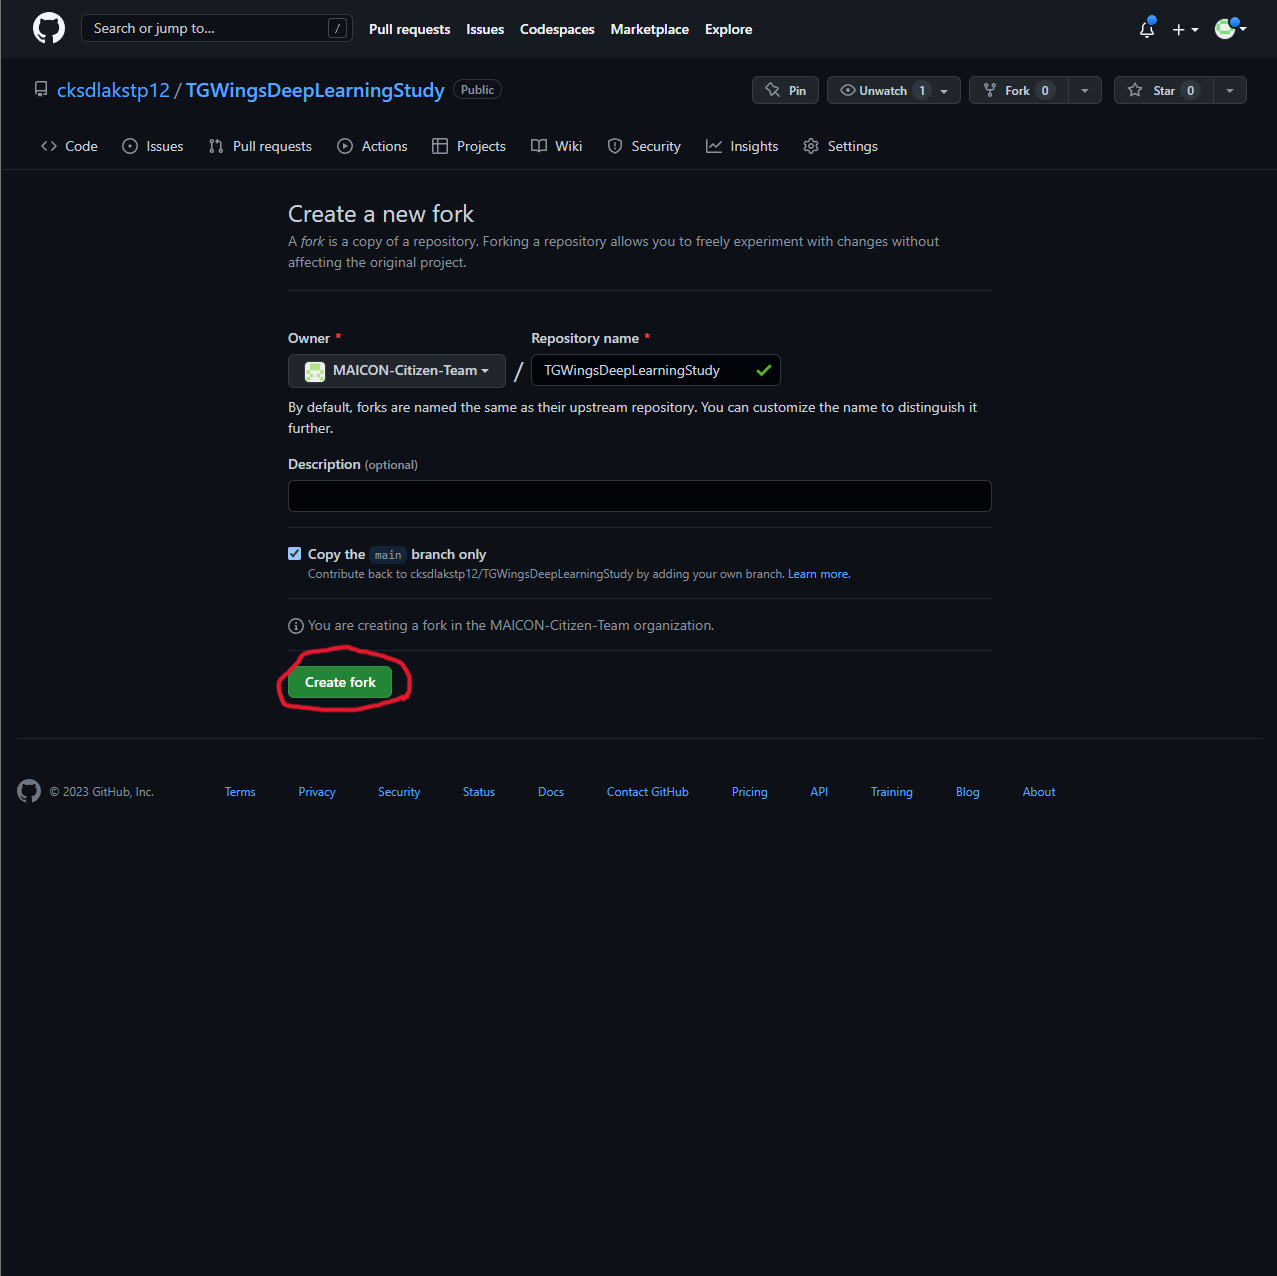 Search or jump to... /
Pull requests Issues Codespaces Marketplace Explore
cksdlakstp12 / TGWingsDeepLearningStudy Public
Pin Unwatch 1 Fork 0 Star 0
Code Issues Pull requests Actions Projects Wiki Security Insights Settings
Create a new fork
A fork is a copy of a repository. Forking a repository allows you to freely experiment with changes without
affecting the original project.
Owner * Repository name *
MAICON-Citizen-Team / TGWingsDeepLearningStudy
By default, forks are named the same as their upstream repository. You can customize the name to distinguish it
further.
Description (optional)
Copy the main branch only
Contribute back to cksdlakstp12/TGWingsDeepLearningStudy by adding your own branch. Learn more.
You are creating a fork in the MAICON-Citizen-Team organization.
Create fork
© 2023 GitHub, Inc. Terms Privacy Security Status Docs Contact GitHub Pricing API Training Blog About